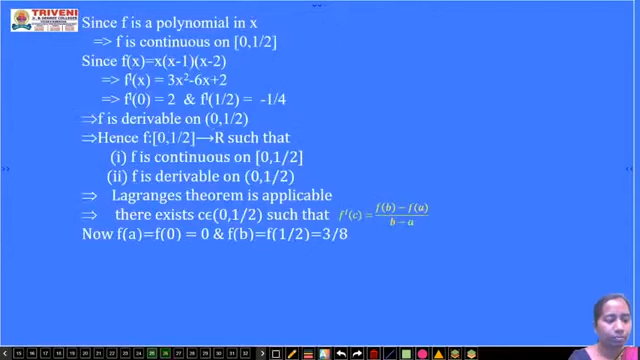 TRIVENI
Since f is a polynomial in x
=> f is continuous on [0,1/2]
Since f(x)=x(x-1)(x-2)
=> f¹(x) = 3x²-6x+2
=> f¹(0) = 2 & f¹(1/2) = -1/4
⇒f is derivable on (0,1/2)
⇒Hence f:[0,1/2]⟶R such that
(i) f is continuous on [0,1/2]
(ii) f is derivable on (0,1/2)
⇒ Lagranges theorem is applicable
⇒ there exists cϵ(0,1/2) such that f¹(c) = f(b) − f(a) / b − a
Now f(a)=f(0) = 0 & f(b)=f(1/2)=3/8
15 16 17 18 19 20 21 22 23 24 25 26 27 28 29 30 31 32